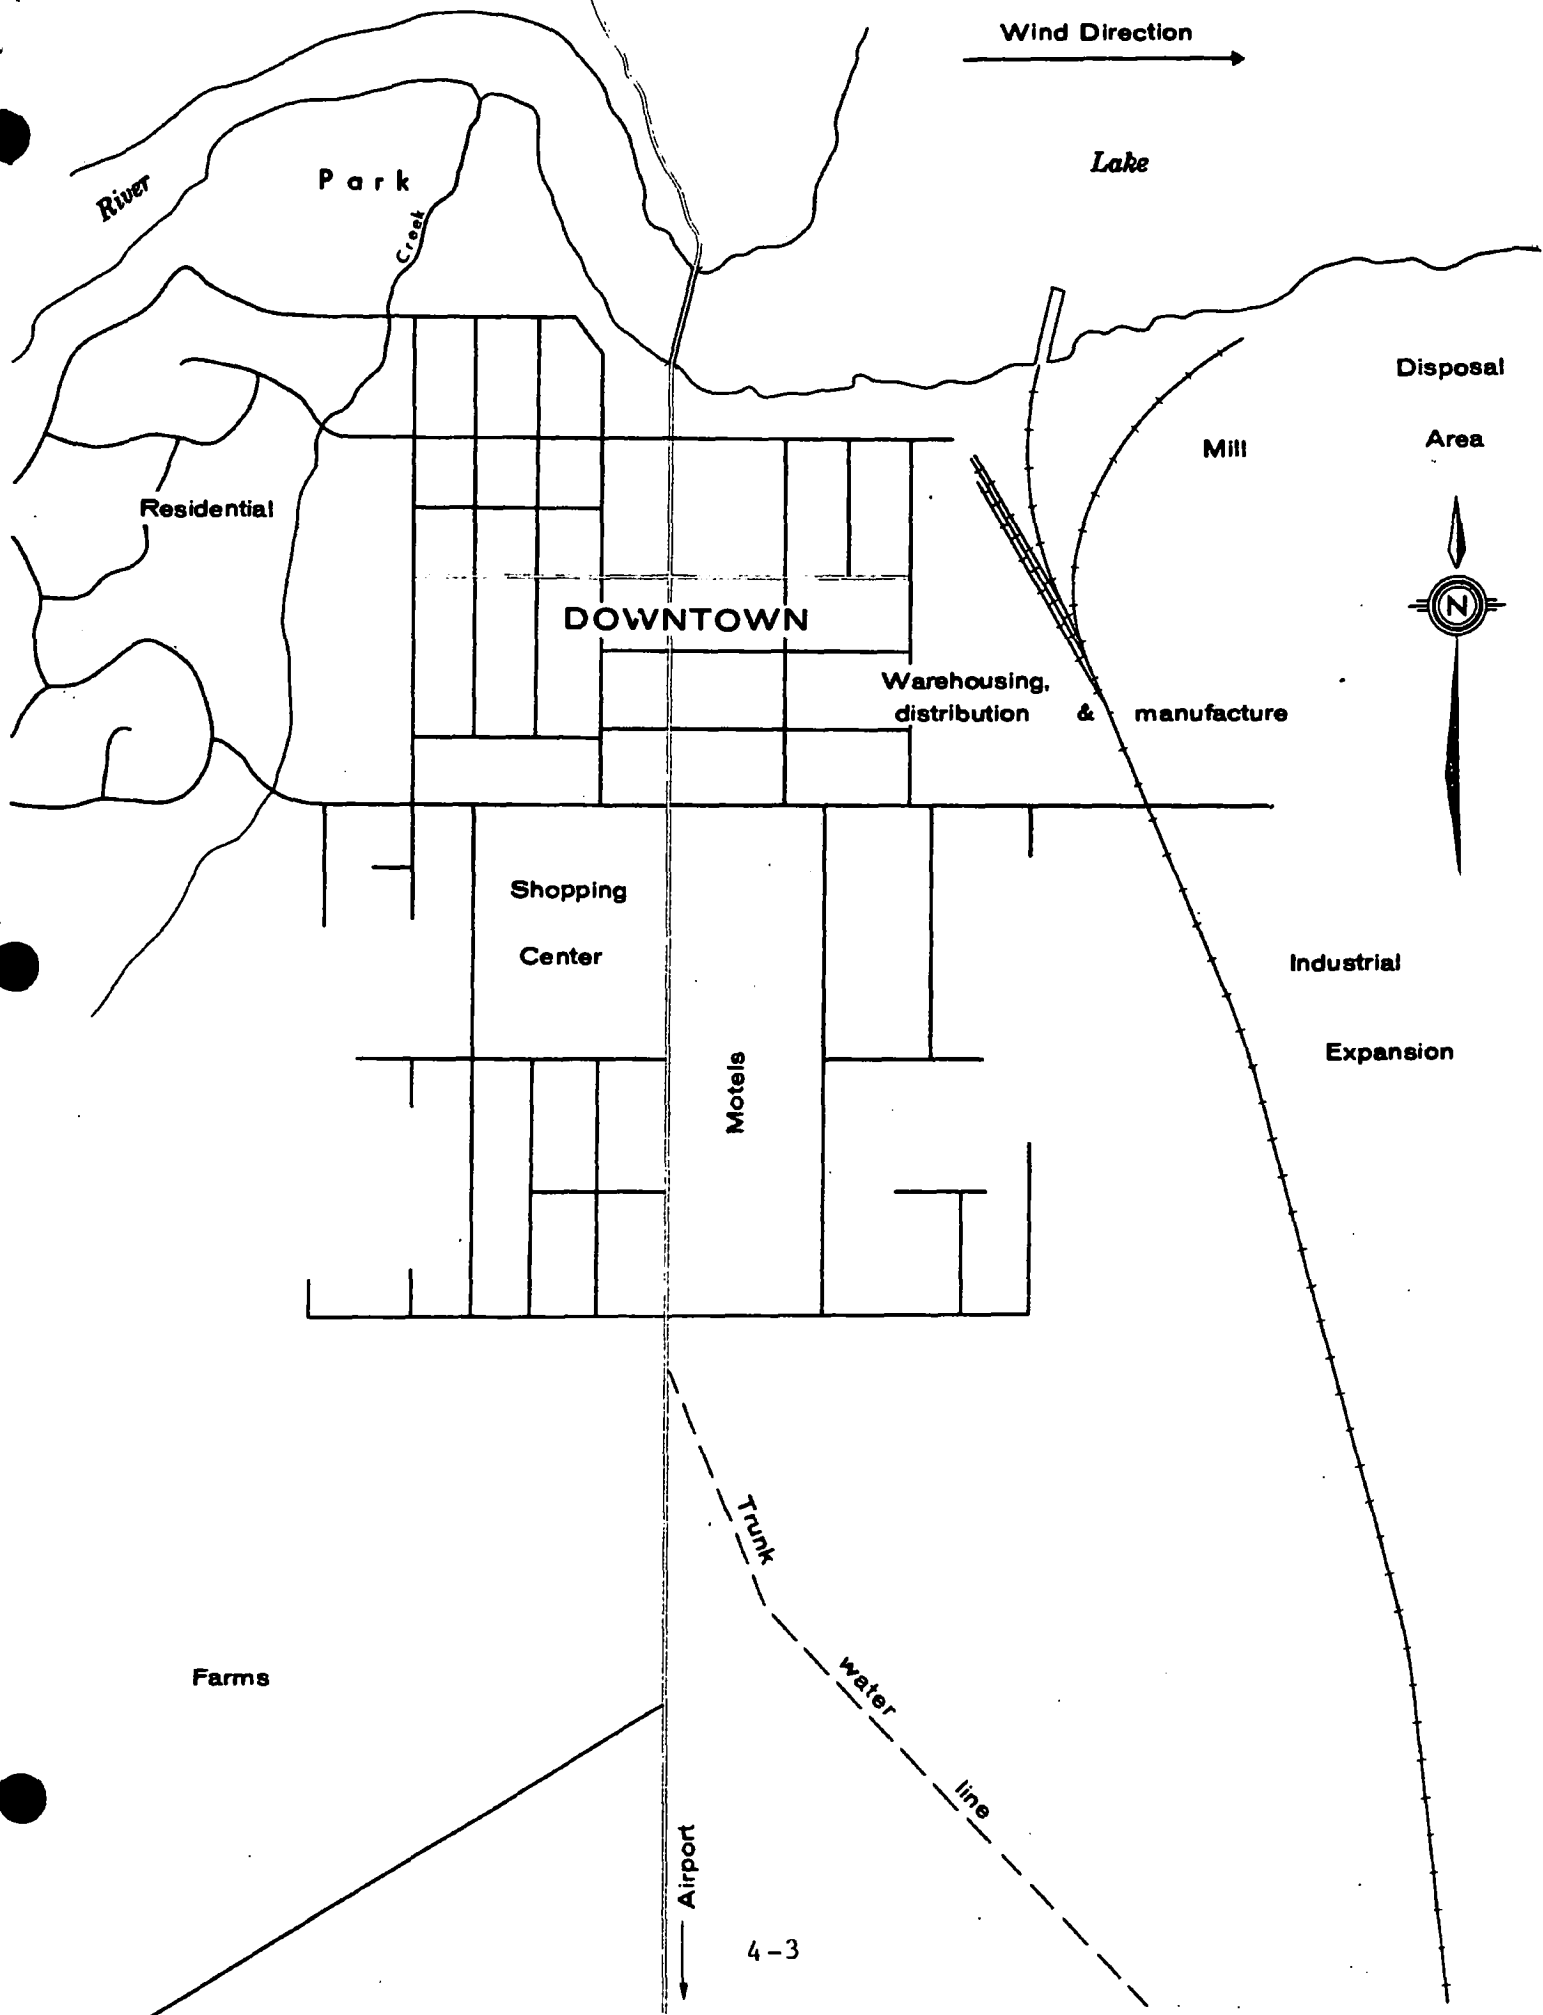 Wind Direction
Lake
River
Park
Creek
Disposal
Area
Mill
Residential
N
DOWNTOWN
Warehousing,
distribution & manufacture
Shopping
Center
Industrial
Expansion
Motels
Trunk
water
line
Farms
Airport
4-3